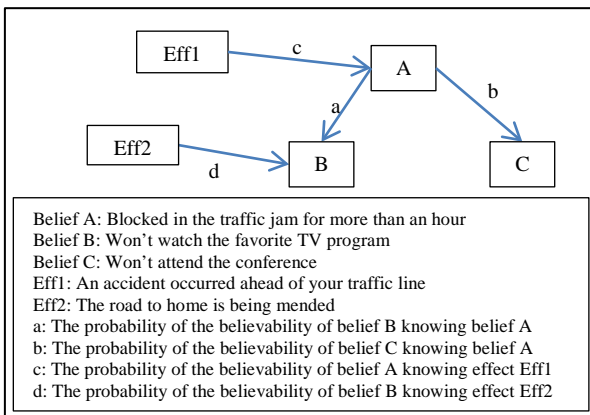 Eff1
c
A
a
b
Eff2
d
B
C
Belief A: Blocked in the traffic jam for more than an hour
Belief B: Won’t watch the favorite TV program
Belief C: Won’t attend the conference
Eff1: An accident occurred ahead of your traffic line
Eff2: The road to home is being mended
a: The probability of the believability of belief B knowing belief A
b: The probability of the believability of belief C knowing belief A
c: The probability of the believability of belief A knowing effect Eff1
d: The probability of the believability of belief B knowing effect Eff2